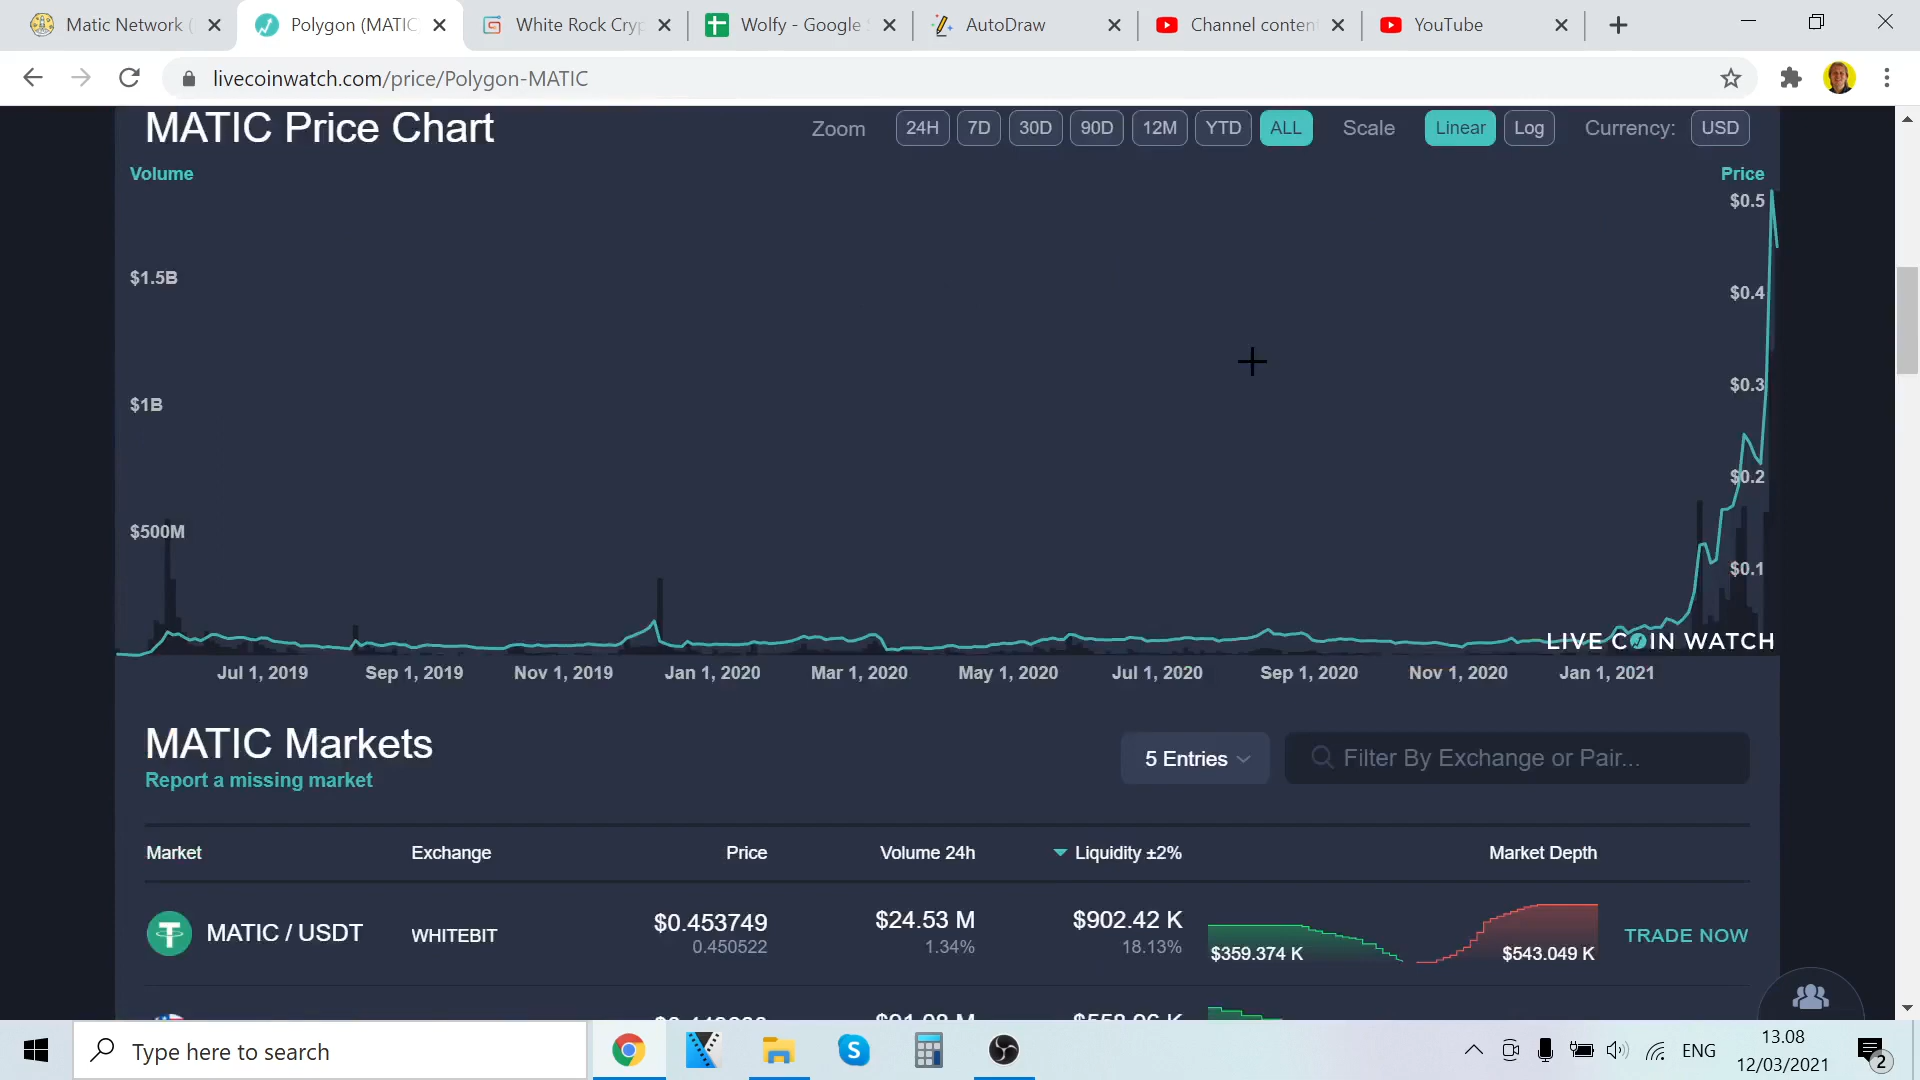 Matic Network (
Polygon (MATIC
White Rock Cryp
Wolfy - Google S
AutoDraw
Channel conten
YouTube
livecoinwatch.com/price/Polygon-MATIC
MATIC Price Chart
Zoom 24H 7D 30D 90D 12M YTD ALL Scale Linear Log Currency: USD
Volume
Price
$0.5
$1.5B
$0.4
$0.3
$1B
$0.2
$500M
$0.1
LIVE COIN WATCH
Jul 1, 2019 Sep 1, 2019 Nov 1, 2019 Jan 1, 2020 Mar 1, 2020 May 1, 2020 Jul 1, 2020 Sep 1, 2020 Nov 1, 2020 Jan 1, 2021
MATIC Markets
Report a missing market
5 Entries
Filter By Exchange or Pair...
Market Exchange Price Volume 24h Liquidity ±2% Market Depth
MATIC / USDT WHITEBIT $0.453749 $24.53 M $902.42 K $359.374 K $543.049 K TRADE NOW
0.450522 1.34% 18.13%
Type here to search
ENG
13.08
12/03/2021
2